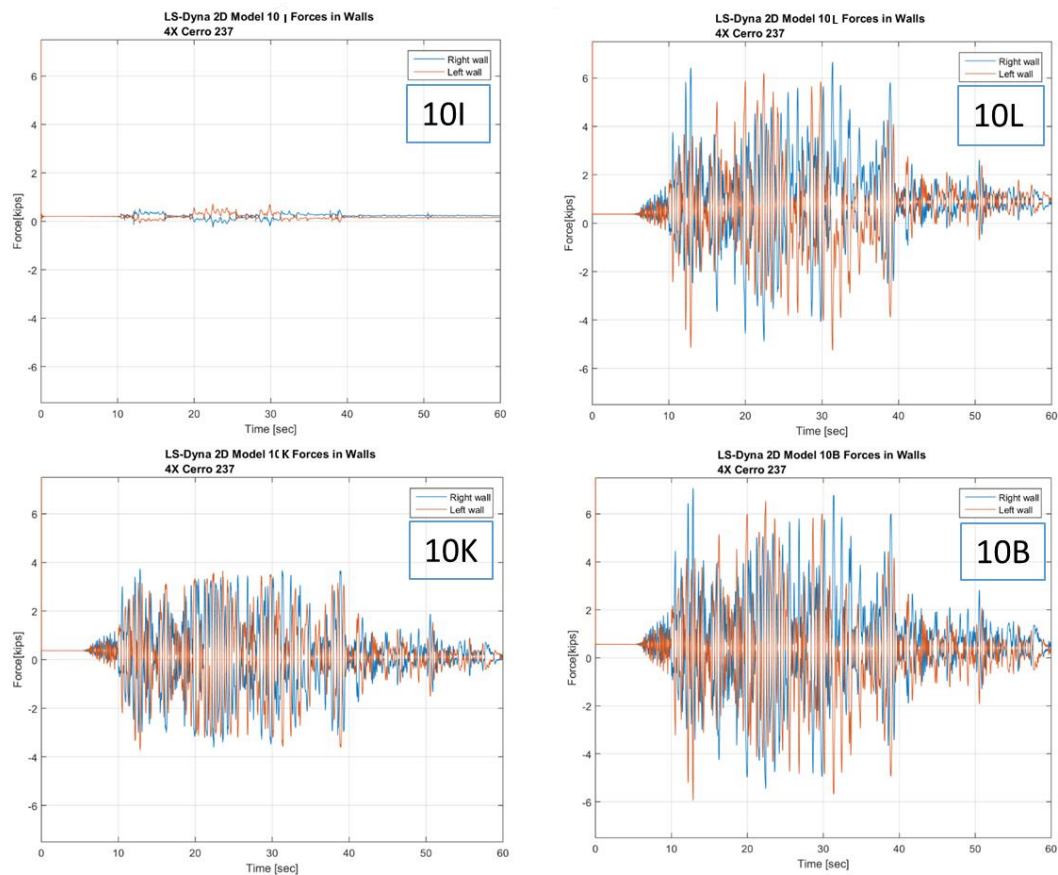 LS-Dyna 2D Model 10 I Forces in Walls
4X Cerro 237
Right wall
Left wall
10I
Force[kips]
6
4
2
0
-2
-4
-6
0 10 20 30 40 50 60
Time [sec]
LS-Dyna 2D Model 10L Forces in Walls
4X Cerro 237
Right wall
Left wall
10L
Force[kips]
6
4
2
0
-2
-4
-6
0 10 20 30 40 50 60
Time [sec]
LS-Dyna 2D Model 10 K Forces in Walls
4X Cerro 237
Right wall
Left wall
10K
Force[kips]
6
4
2
0
-2
-4
-6
0 10 20 30 40 50 60
Time [sec]
LS-Dyna 2D Model 10B Forces in Walls
4X Cerro 237
Right wall
Left wall
10B
Force[kips]
6
4
2
0
-2
-4
-6
0 10 20 30 40 50 60
Time [sec]